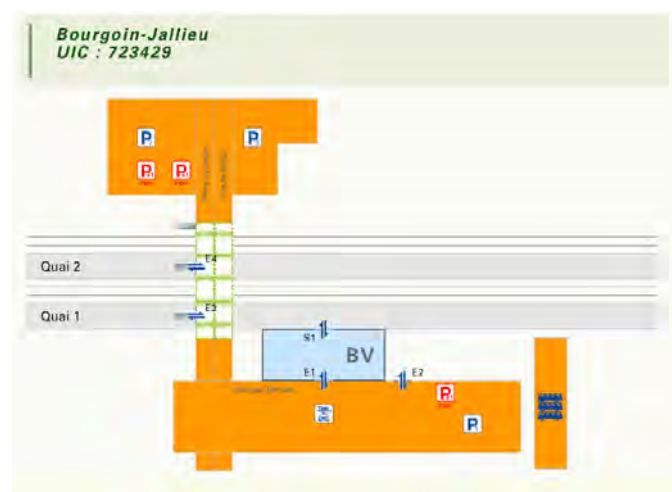 Bourgoin-Jallieu
UIC : 723429
P
P
P
P
Quai 2
E4
Quai 1
E3
S1
BV
E1
E2
P
P